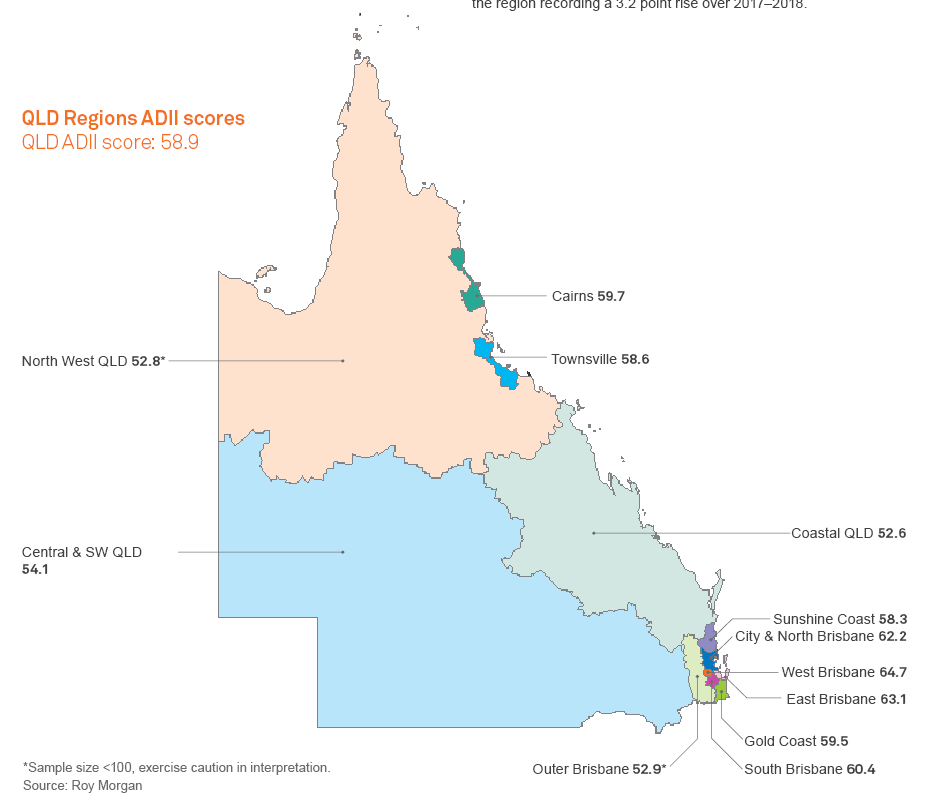 the region recording a 3.2 point rise over 2017–2018.
QLD Regions ADII scores
QLD ADII score: 58.9
Cairns 59.7
Townsville 58.6
North West QLD 52.8*
Coastal QLD 52.6
Central & SW QLD
54.1
Sunshine Coast 58.3
City & North Brisbane 62.2
West Brisbane 64.7
East Brisbane 63.1
Gold Coast 59.5
Outer Brisbane 52.9*
South Brisbane 60.4
*Sample size <100, exercise caution in interpretation.
Source: Roy Morgan